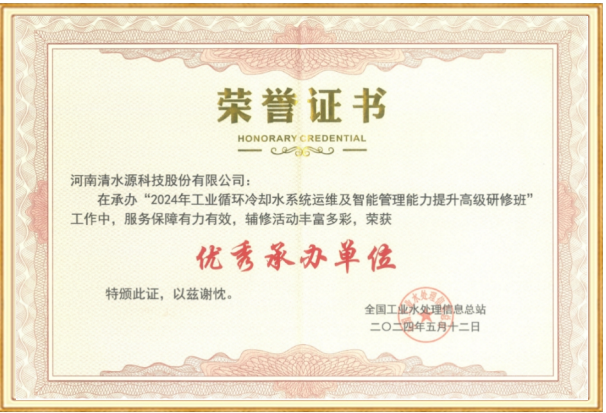 荣誉证书
HONORARY CREDENTIAL
河南清水源科技股份有限公司：
在承办“2024年工业循环冷却水系统运维及智能管理能力提升高级研修班”
工作中，服务保障有力有效，辅修活动丰富多彩，荣获
优秀承办单位
特颁此证，以兹谢忱。
全国工业水处理信息总站
二〇二四年五月十二日